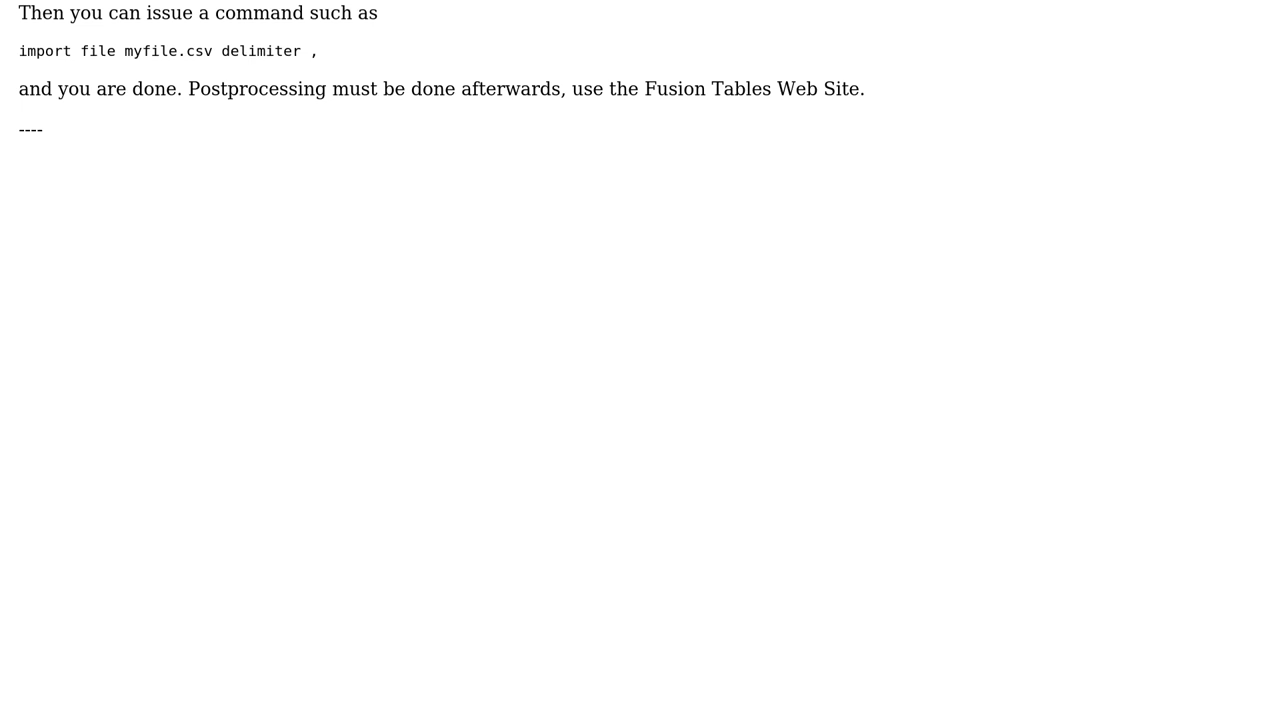 Then you can issue a command such as
import file myfile.csv delimiter ,
and you are done. Postprocessing must be done afterwards, use the Fusion Tables Web Site.
----